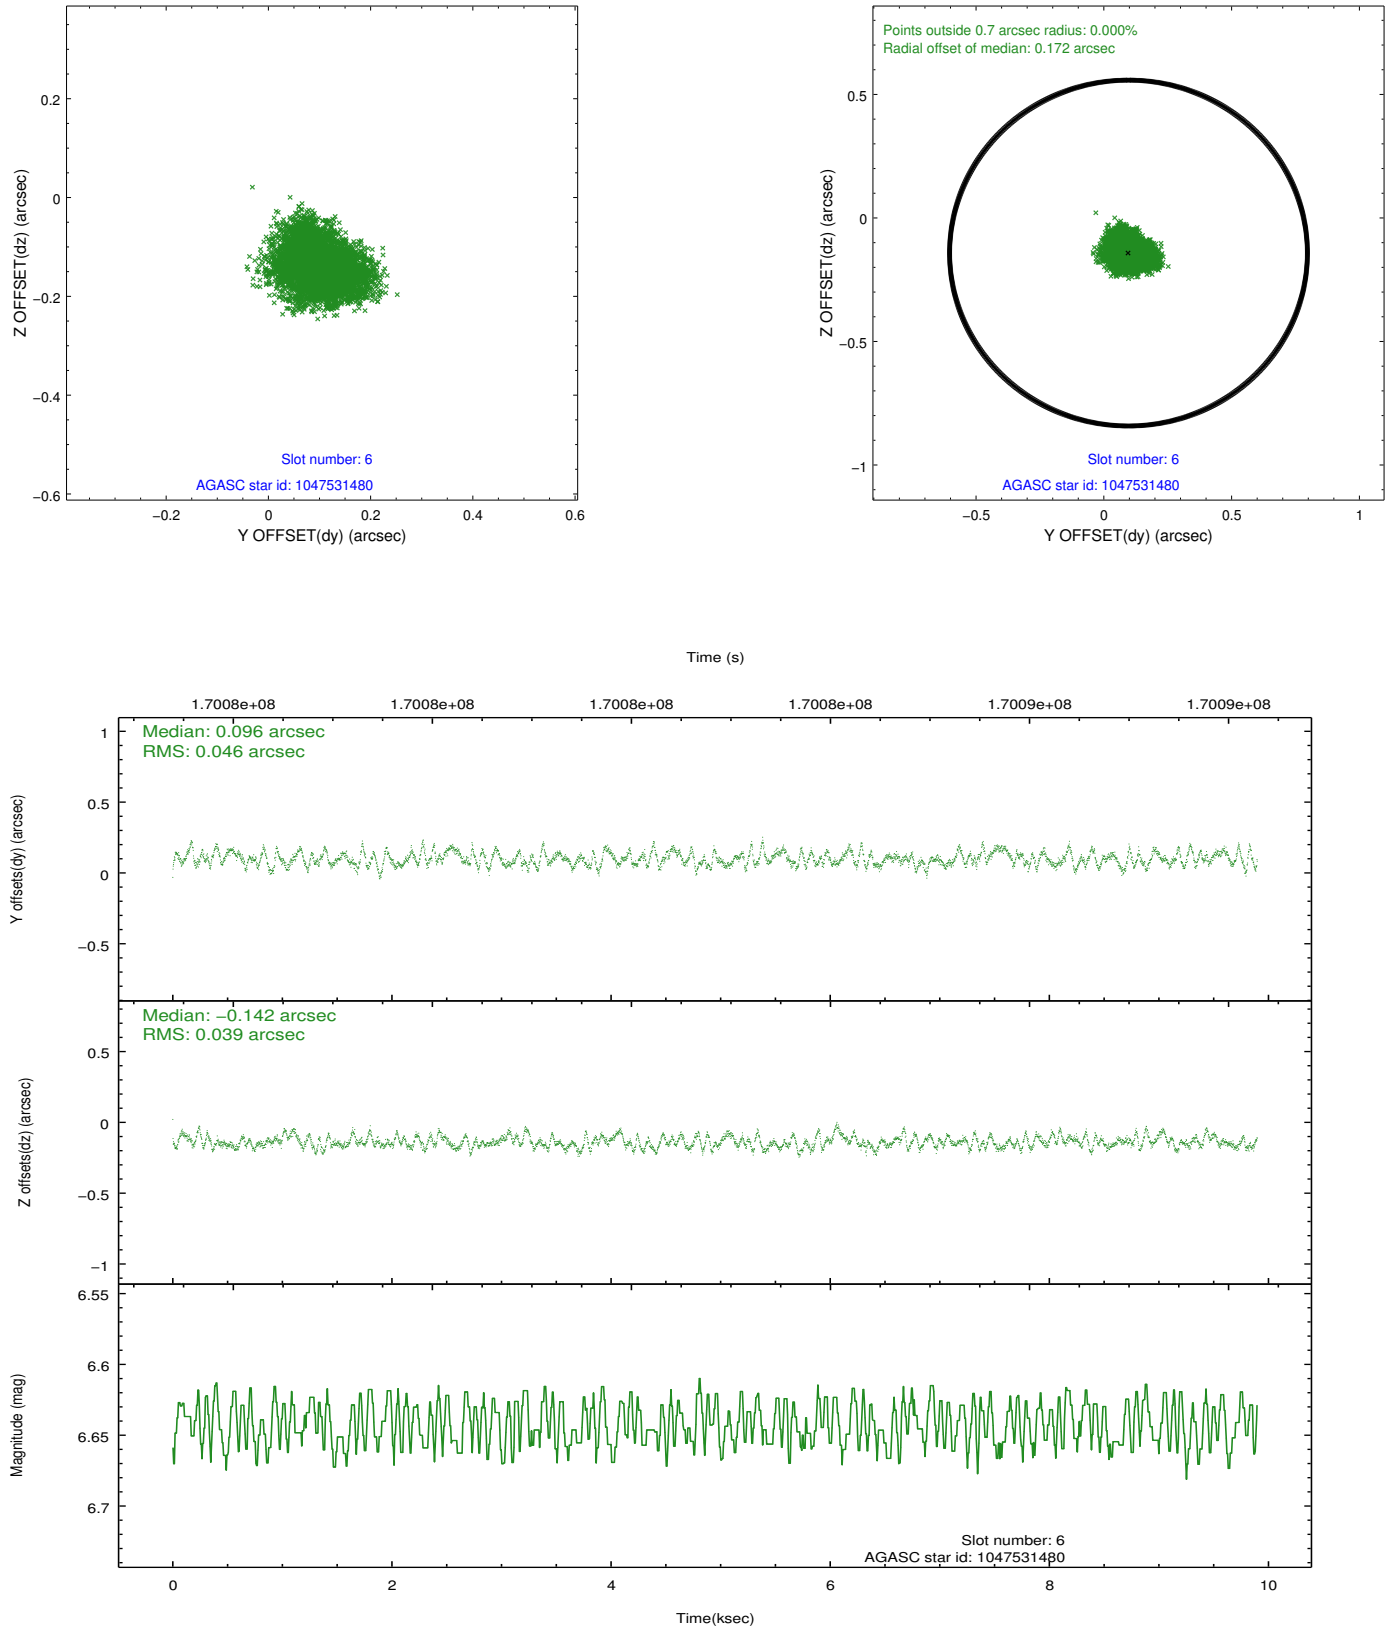 0.2
0
−0.2
−0.4
−0.6
Z OFFSET(dz) (arcsec)
Slot number: 6
AGASC star id: 1047531480
−0.2 0 0.2 0.4 0.6
Y OFFSET(dy) (arcsec)
Points outside 0.7 arcsec radius: 0.000%
Radial offset of median: 0.172 arcsec
0.5
0
−0.5
−1
Z OFFSET(dz) (arcsec)
Slot number: 6
AGASC star id: 1047531480
−0.5 0 0.5 1
Y OFFSET(dy) (arcsec)
Time (s)
1.7008e+08 1.7008e+08 1.7008e+08 1.7008e+08 1.7009e+08 1.7009e+08
Median: 0.096 arcsec
RMS: 0.046 arcsec
1
0.5
0
−0.5
Y offsets(dy) (arcsec)
Median: −0.142 arcsec
RMS: 0.039 arcsec
0.5
0
−0.5
−1
Z offsets(dz) (arcsec)
6.55
6.6
6.65
6.7
Magnitude (mag)
Slot number: 6
AGASC star id: 1047531480
0 2 4 6 8 10
Time(ksec)